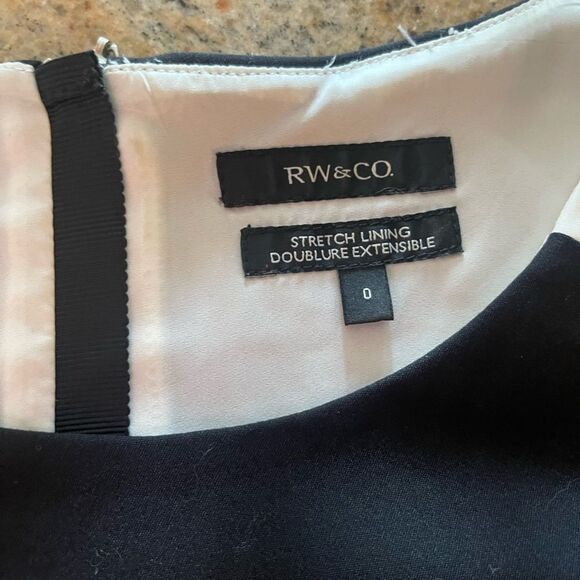 RW&CO.
STRETCH LINING
DOUBLURE EXTENSIBLE
0